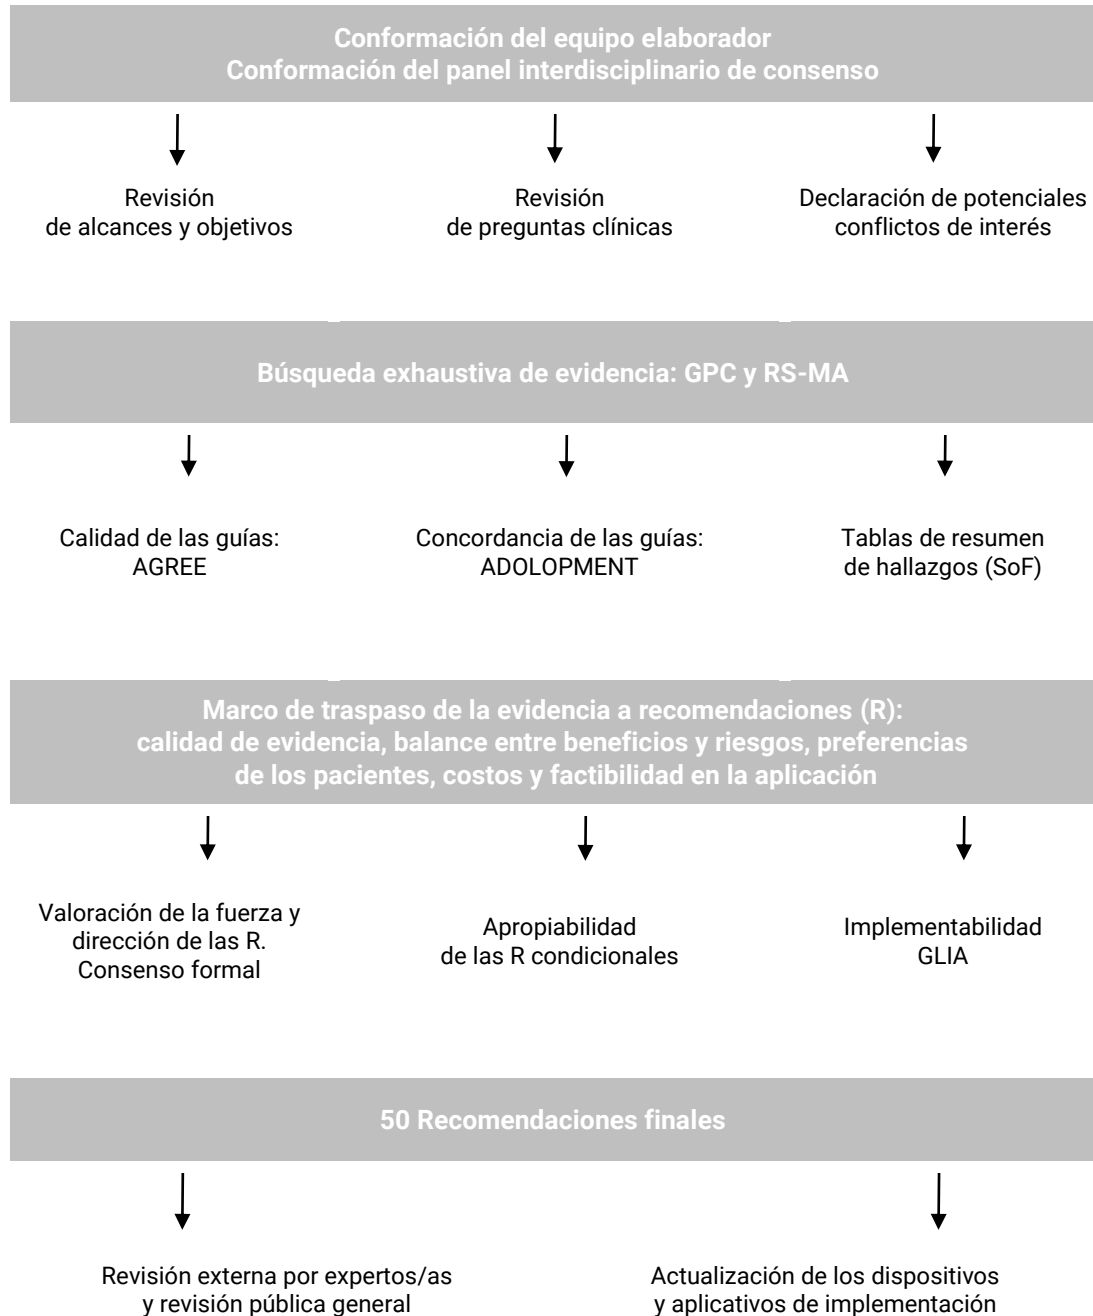 Conformación del equipo elaborador
Conformación del panel interdisciplinario de consenso
Revisión
de alcances y objetivos
Revisión
de preguntas clínicas
Declaración de potenciales
conflictos de interés
Búsqueda exhaustiva de evidencia: GPC y RS-MA
Calidad de las guías:
AGREE
Concordancia de las guías:
ADOLOPMENT
Tablas de resumen
de hallazgos (SoF)
Marco de traspaso de la evidencia a recomendaciones (R):
calidad de evidencia, balance entre beneficios y riesgos, preferencias
de los pacientes, costos y factibilidad en la aplicación
Valoración de la fuerza y
dirección de las R.
Consenso formal
Apropiabilidad
de las R condicionales
Implementabilidad
GLIA
50 Recomendaciones finales
Revisión externa por expertos/as
y revisión pública general
Actualización de los dispositivos
y aplicativos de implementación